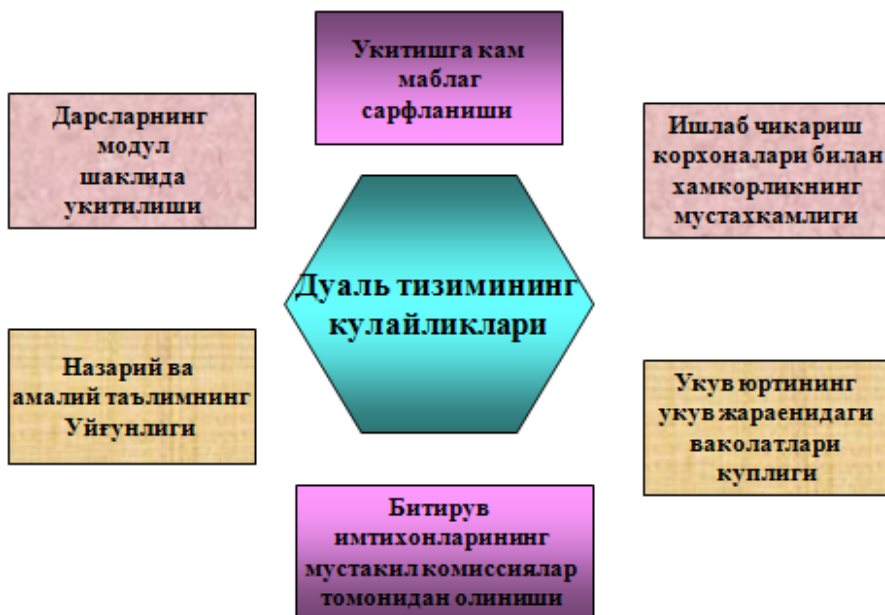 Укитишга кам
маблаг
сарфланиши
Дарсларнинг
модул
шаклида
укитилиши
Ишлаб чикариш
корхоналари билан
хамкорликнинг
мустахкамлиги
Дуаль тизимининг
кулайликлари
Назарий ва
амалий таълимнинг
Уйғунлиги
Укув юртининг
укув жараенидаги
ваколатлари
куплиги
Битирув
имтихонларининг
мустакил комиссиялар
томонидан олиниши